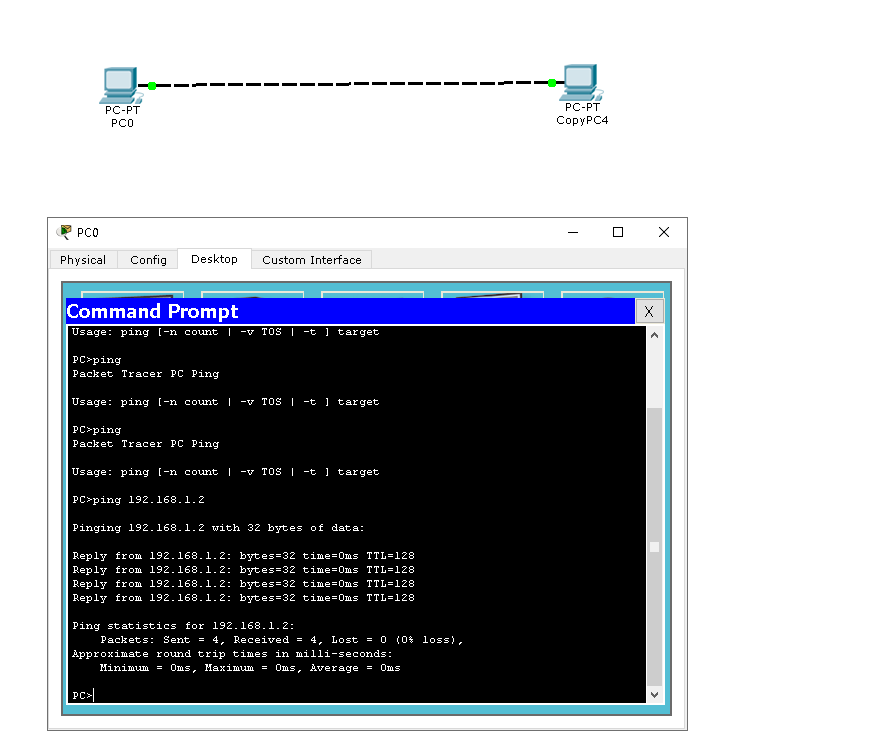 PC-PT
PC0
PC-PT
CopyPC4
PC0
Physical Config Desktop Custom Interface
Command Prompt X
Usage: ping [-n count | -v TOS | -t ] target
PC>ping
Packet Tracer PC Ping
Usage: ping [-n count | -v TOS | -t ] target
PC>ping
Packet Tracer PC Ping
Usage: ping [-n count | -v TOS | -t ] target
PC>ping 192.168.1.2
Pinging 192.168.1.2 with 32 bytes of data:
Reply from 192.168.1.2: bytes=32 time=0ms TTL=128
Reply from 192.168.1.2: bytes=32 time=0ms TTL=128
Reply from 192.168.1.2: bytes=32 time=0ms TTL=128
Reply from 192.168.1.2: bytes=32 time=0ms TTL=128
Ping statistics for 192.168.1.2:
Packets: Sent = 4, Received = 4, Lost = 0 (0% loss),
Approximate round trip times in milli-seconds:
Minimum = 0ms, Maximum = 0ms, Average = 0ms
PC>